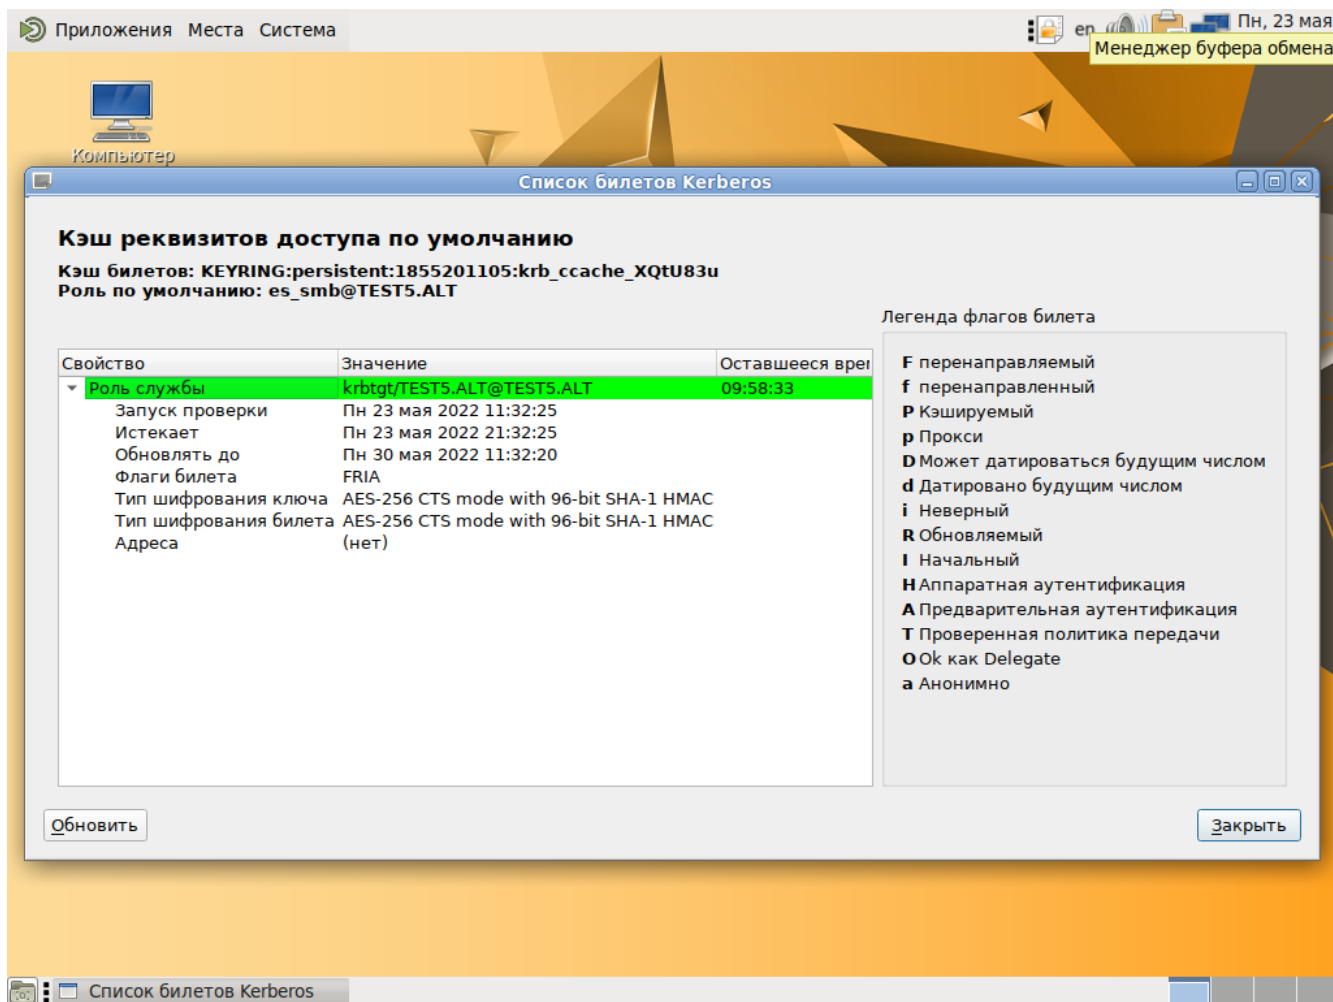 Приложения Места Система
en
Пн, 23 мая
Менеджер буфера обмена
Компьютер
Список билетов Kerberos
Кэш реквизитов доступа по умолчанию
Кэш билетов: KEYRING:persistent:1855201105:krb_ccache_XQtU83u
Роль по умолчанию: es_smb@TEST5.ALT
Свойство Значение Оставшееся врем
Роль службы krbtgt/TEST5.ALT@TEST5.ALT 09:58:33
Запуск проверки Пн 23 мая 2022 11:32:25
Истекает Пн 23 мая 2022 21:32:25
Обновлять до Пн 30 мая 2022 11:32:20
Флаги билета FRIA
Тип шифрования ключа AES-256 CTS mode with 96-bit SHA-1 HMAC
Тип шифрования билета AES-256 CTS mode with 96-bit SHA-1 HMAC
Адреса (нет)
Легенда флагов билета
F перенаправляемый
f перенаправленный
P Кэшируемый
p Прокси
D Может датироваться будущим числом
d Датировано будущим числом
i Неверный
R Обновляемый
I Начальный
H Аппаратная аутентификация
A Предварительная аутентификация
T Проверенная политика передачи
O Ok как Delegate
a Анонимно
Обновить
Закрыть
Список билетов Kerberos